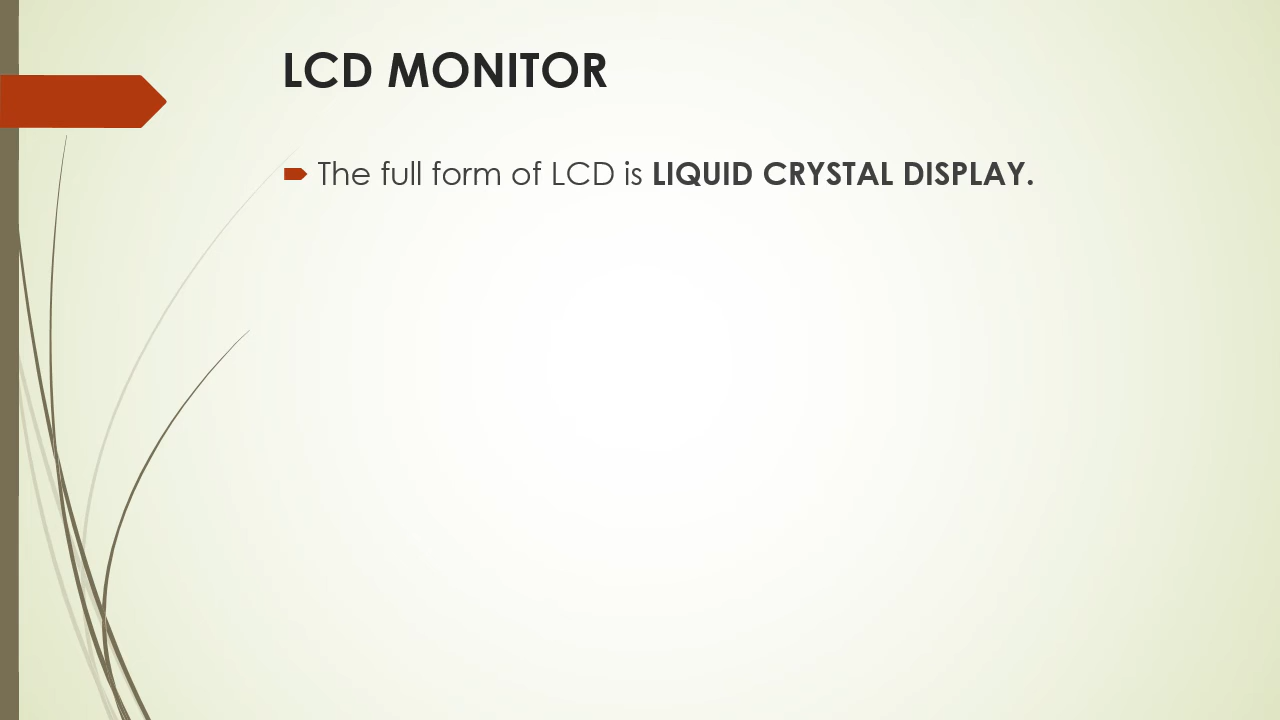 LCD MONITOR
The full form of LCD is LIQUID CRYSTAL DISPLAY.